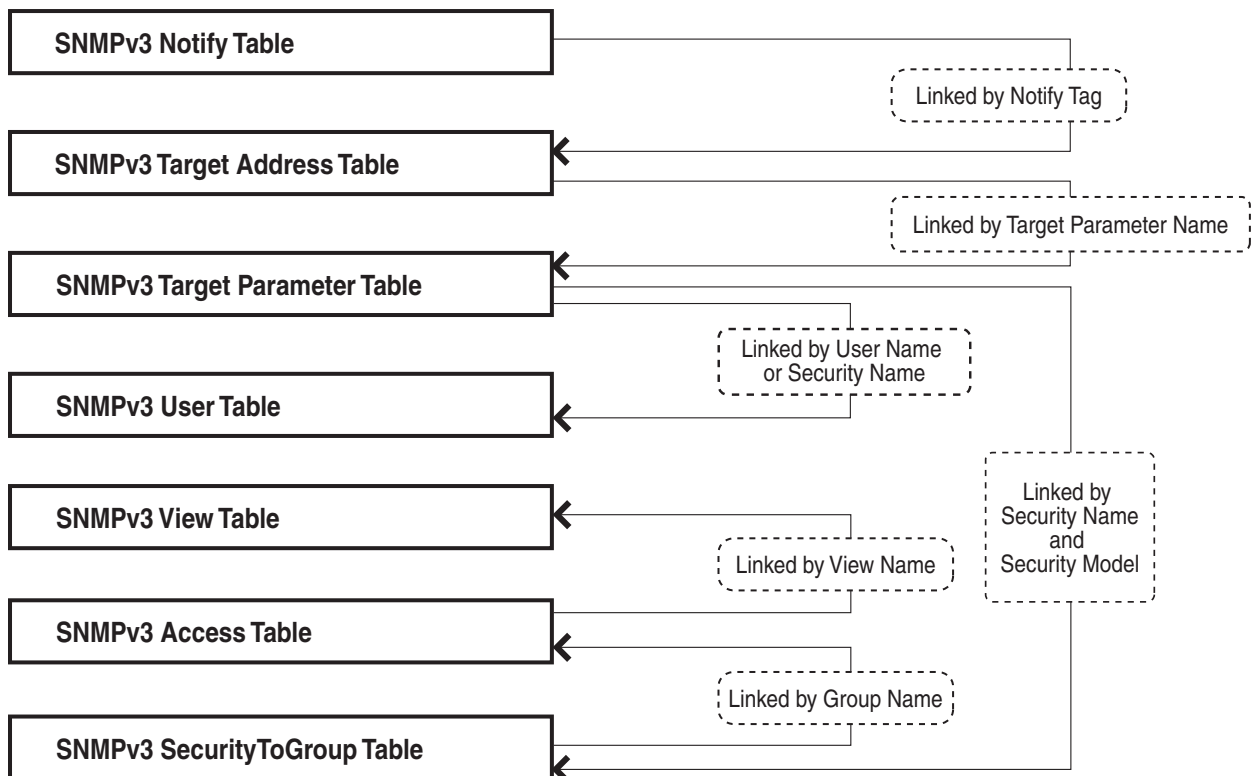 SNMPv3 Notify Table
Linked by Notify Tag
SNMPv3 Target Address Table
Linked by Target Parameter Name
SNMPv3 Target Parameter Table
Linked by User Name
or Security Name
SNMPv3 User Table
Linked by
Security Name
and
Security Model
SNMPv3 View Table
Linked by View Name
SNMPv3 Access Table
Linked by Group Name
SNMPv3 SecurityToGroup Table